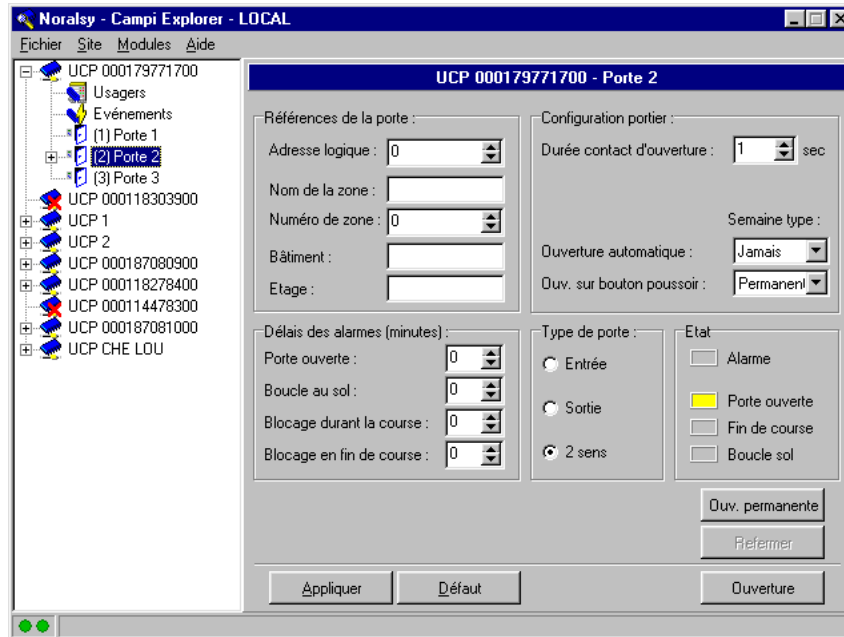 Noralsy - Campi Explorer - LOCAL
Fichier Site Modules Aide
UCP 000179771700
Usagers
Evénements
(1) Porte 1
(2) Porte 2
(3) Porte 3
UCP 000118303900
UCP 1
UCP 2
UCP 000187080900
UCP 000118278400
UCP 000114478300
UCP 000187081000
UCP CHE LOU
UCP 000179771700 - Porte 2
Références de la porte :
Adresse logique : 0
Nom de la zone :
Numéro de zone : 0
Bâtiment :
Etage :
Configuration portier :
Durée contact d'ouverture : 1 sec
Semaine type :
Ouverture automatique : Jamais
Ouv. sur bouton poussoir : Permanent
Délais des alarmes (minutes) :
Porte ouverte : 0
Boucle au sol : 0
Blocage durant la course : 0
Blocage en fin de course : 0
Type de porte :
Entrée
Sortie
2 sens
Etat
Alarme
Porte ouverte
Fin de course
Boucle sol
Ouv. permanente
Refermer
Appliquer Défaut Ouverture